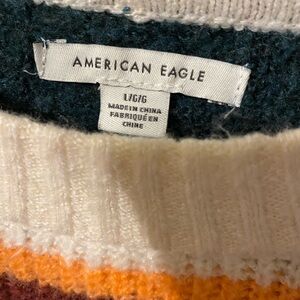 AMERICAN EAGLE
L/G/G
MADE IN CHINA
FABRIQUÉ EN
CHINE